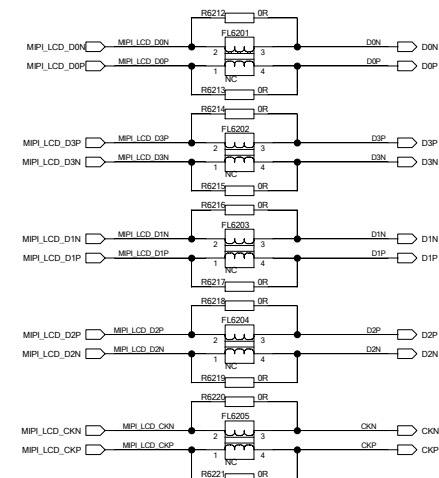 R6212 0R
FL6201
MIPI_LCD_D0N MIPI_LCD_D0N 2 3 D0N D0N
MIPI_LCD_D0P MIPI_LCD_D0P 1 4 D0P D0P
NC
R6213 0R
R6214 0R
FL6202
MIPI_LCD_D3P MIPI_LCD_D3P 2 3 D3P D3P
MIPI_LCD_D3N MIPI_LCD_D3N 1 4 D3N D3N
NC
R6215 0R
R6216 0R
FL6203
MIPI_LCD_D1N MIPI_LCD_D1N 2 3 D1N D1N
MIPI_LCD_D1P MIPI_LCD_D1P 1 4 D1P D1P
NC
R6217 0R
R6218 0R
FL6204
MIPI_LCD_D2P MIPI_LCD_D2P 2 3 D2P D2P
MIPI_LCD_D2N MIPI_LCD_D2N 1 4 D2N D2N
NC
R6219 0R
R6220 0R
FL6205
MIPI_LCD_CKN MIPI_LCD_CKN 2 3 CKN CKN
MIPI_LCD_CKP MIPI_LCD_CKP 1 4 CKP CKP
NC
R6221 0R